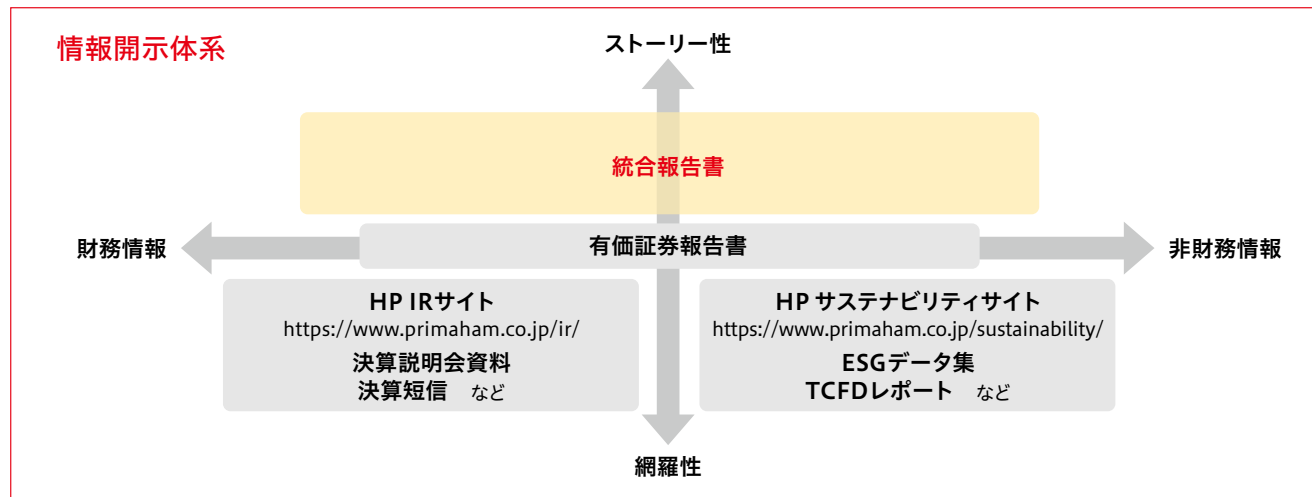 情報開示体系
ストーリー性
統合報告書
財務情報
有価証券報告書
非財務情報
HP IRサイト
https://www.primaham.co.jp/ir/
決算説明会資料
決算短信 など
HP サステナビリティサイト
https://www.primaham.co.jp/sustainability/
ESGデータ集
TCFDレポート など
網羅性